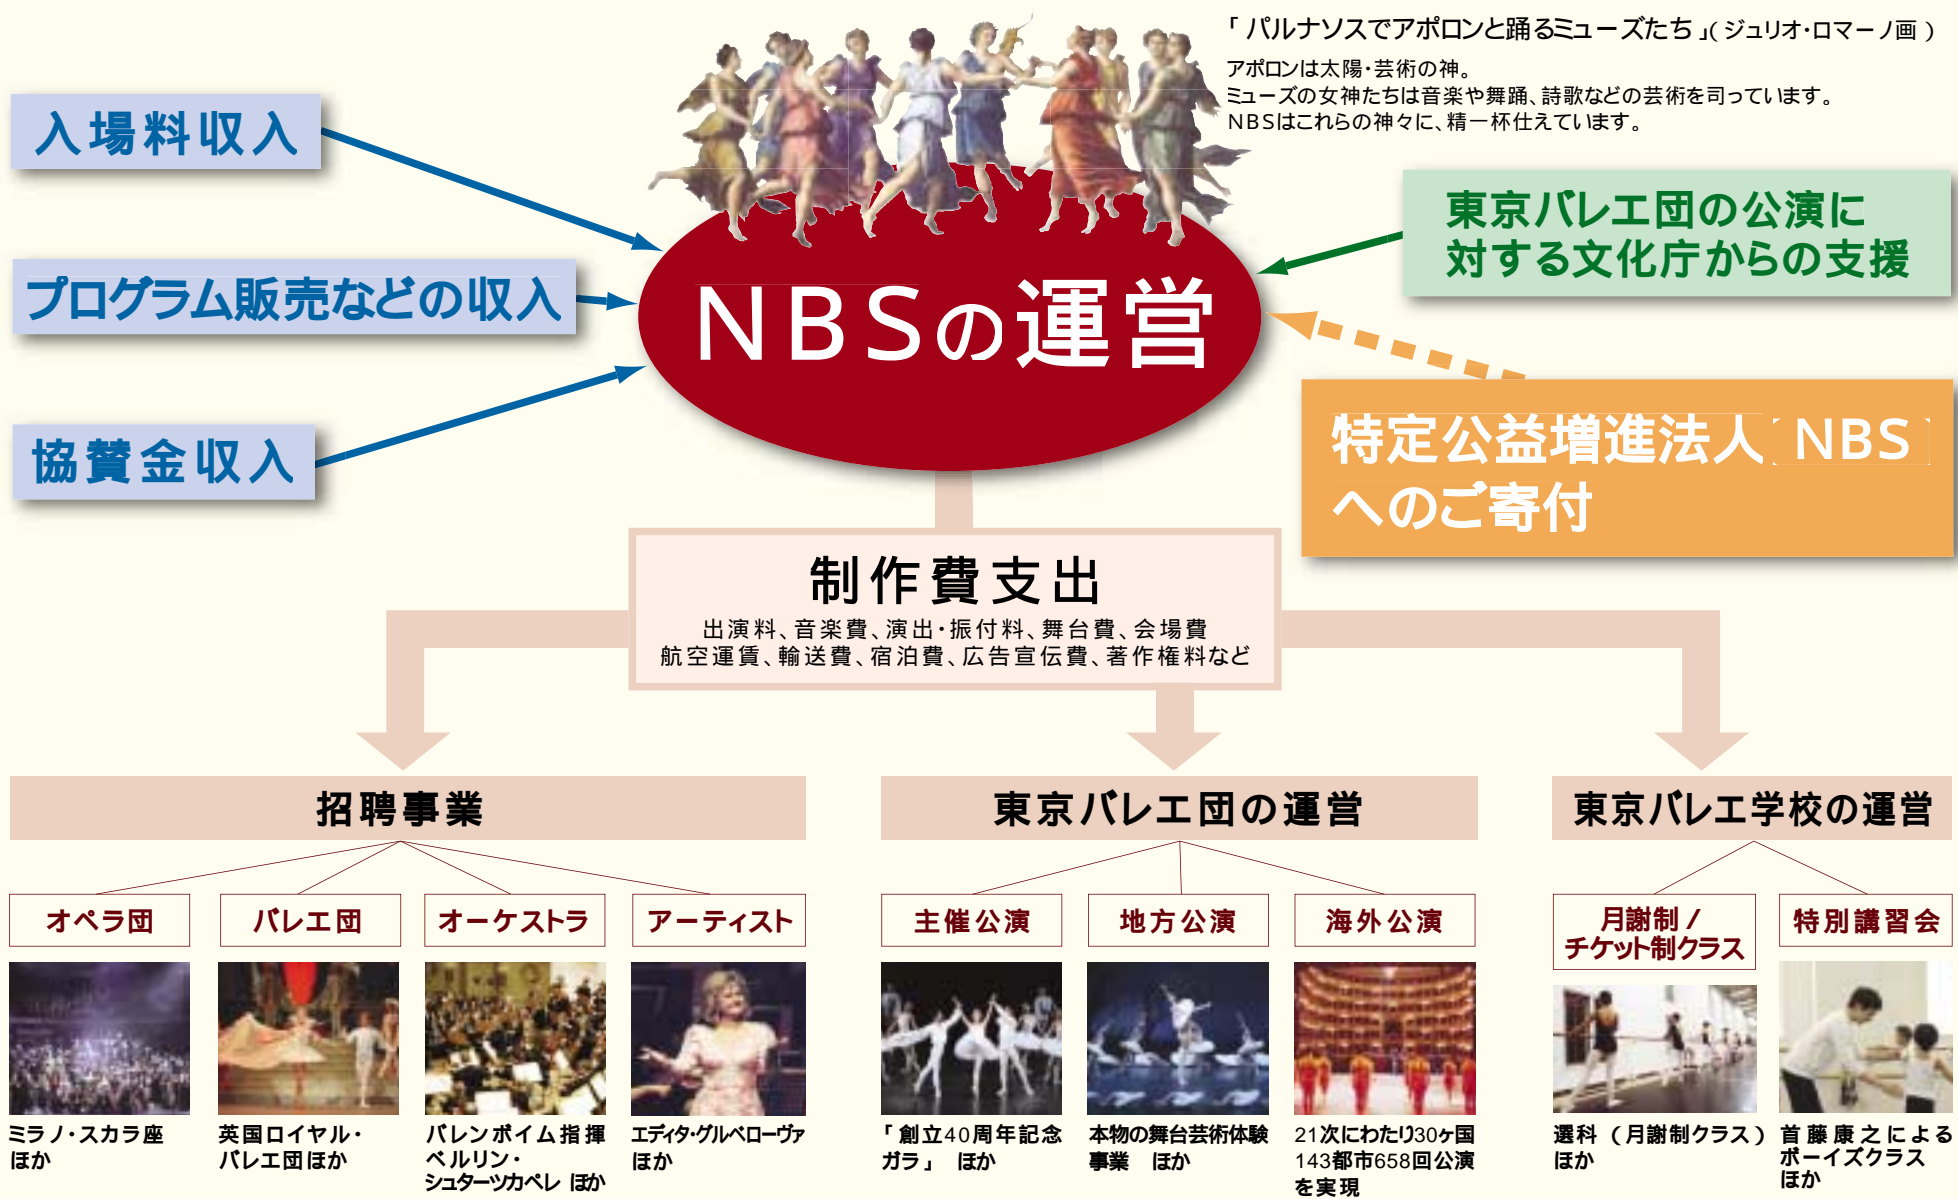 「パルナソスでアポロンと踊るミューズたち」(ジュリオ・ロマーノ画)
アポロンは太陽・芸術の神。
ミューズの女神たちは音楽や舞踊、詩歌などの芸術を司っています。
NBSはこれらの神々に、精一杯仕えています。
入場料収入
プログラム販売などの収入
協賛金収入
NBSの運営
東京バレエ団の公演に
対する文化庁からの支援
特定公益増進法人「NBS」
へのご寄付
制作費支出
出演料、音楽費、演出・振付料、舞台費、会場費
航空運賃、輸送費、宿泊費、広告宣伝費、著作権料など
招聘事業
オペラ団
ミラノ・スカラ座
ほか
バレエ団
英国ロイヤル・
バレエ団ほか
オーケストラ
バレンボイム指揮
ベルリン・
シュターツカペレ ほか
アーティスト
エディタ・グルベローヴァ
ほか
東京バレエ団の運営
主催公演
「創立40周年記念
ガラ」 ほか
地方公演
本物の舞台芸術体験
事業 ほか
海外公演
21次にわたり30ヶ国
143都市658回公演
を実現
東京バレエ学校の運営
月謝制/
チケット制クラス
選科(月謝制クラス)
ほか
特別講習会
首藤康之による
ボーイズクラス
ほか